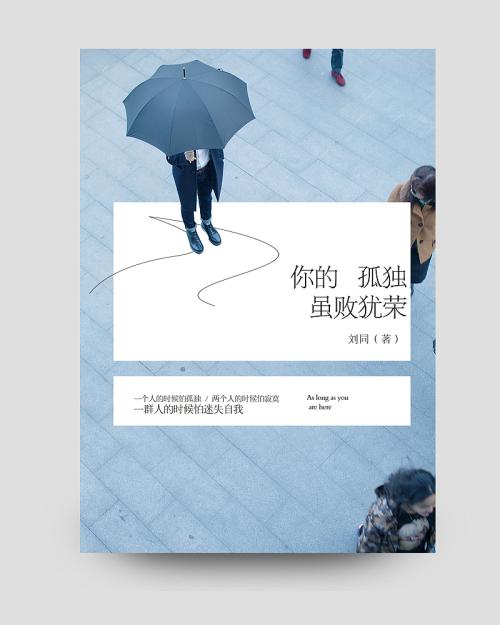 你的 孤独
虽败犹荣
刘同（著）
一个人的时候怕孤独 / 两个人的时候怕寂寞
一群人的时候怕迷失自我
As long as you
are here